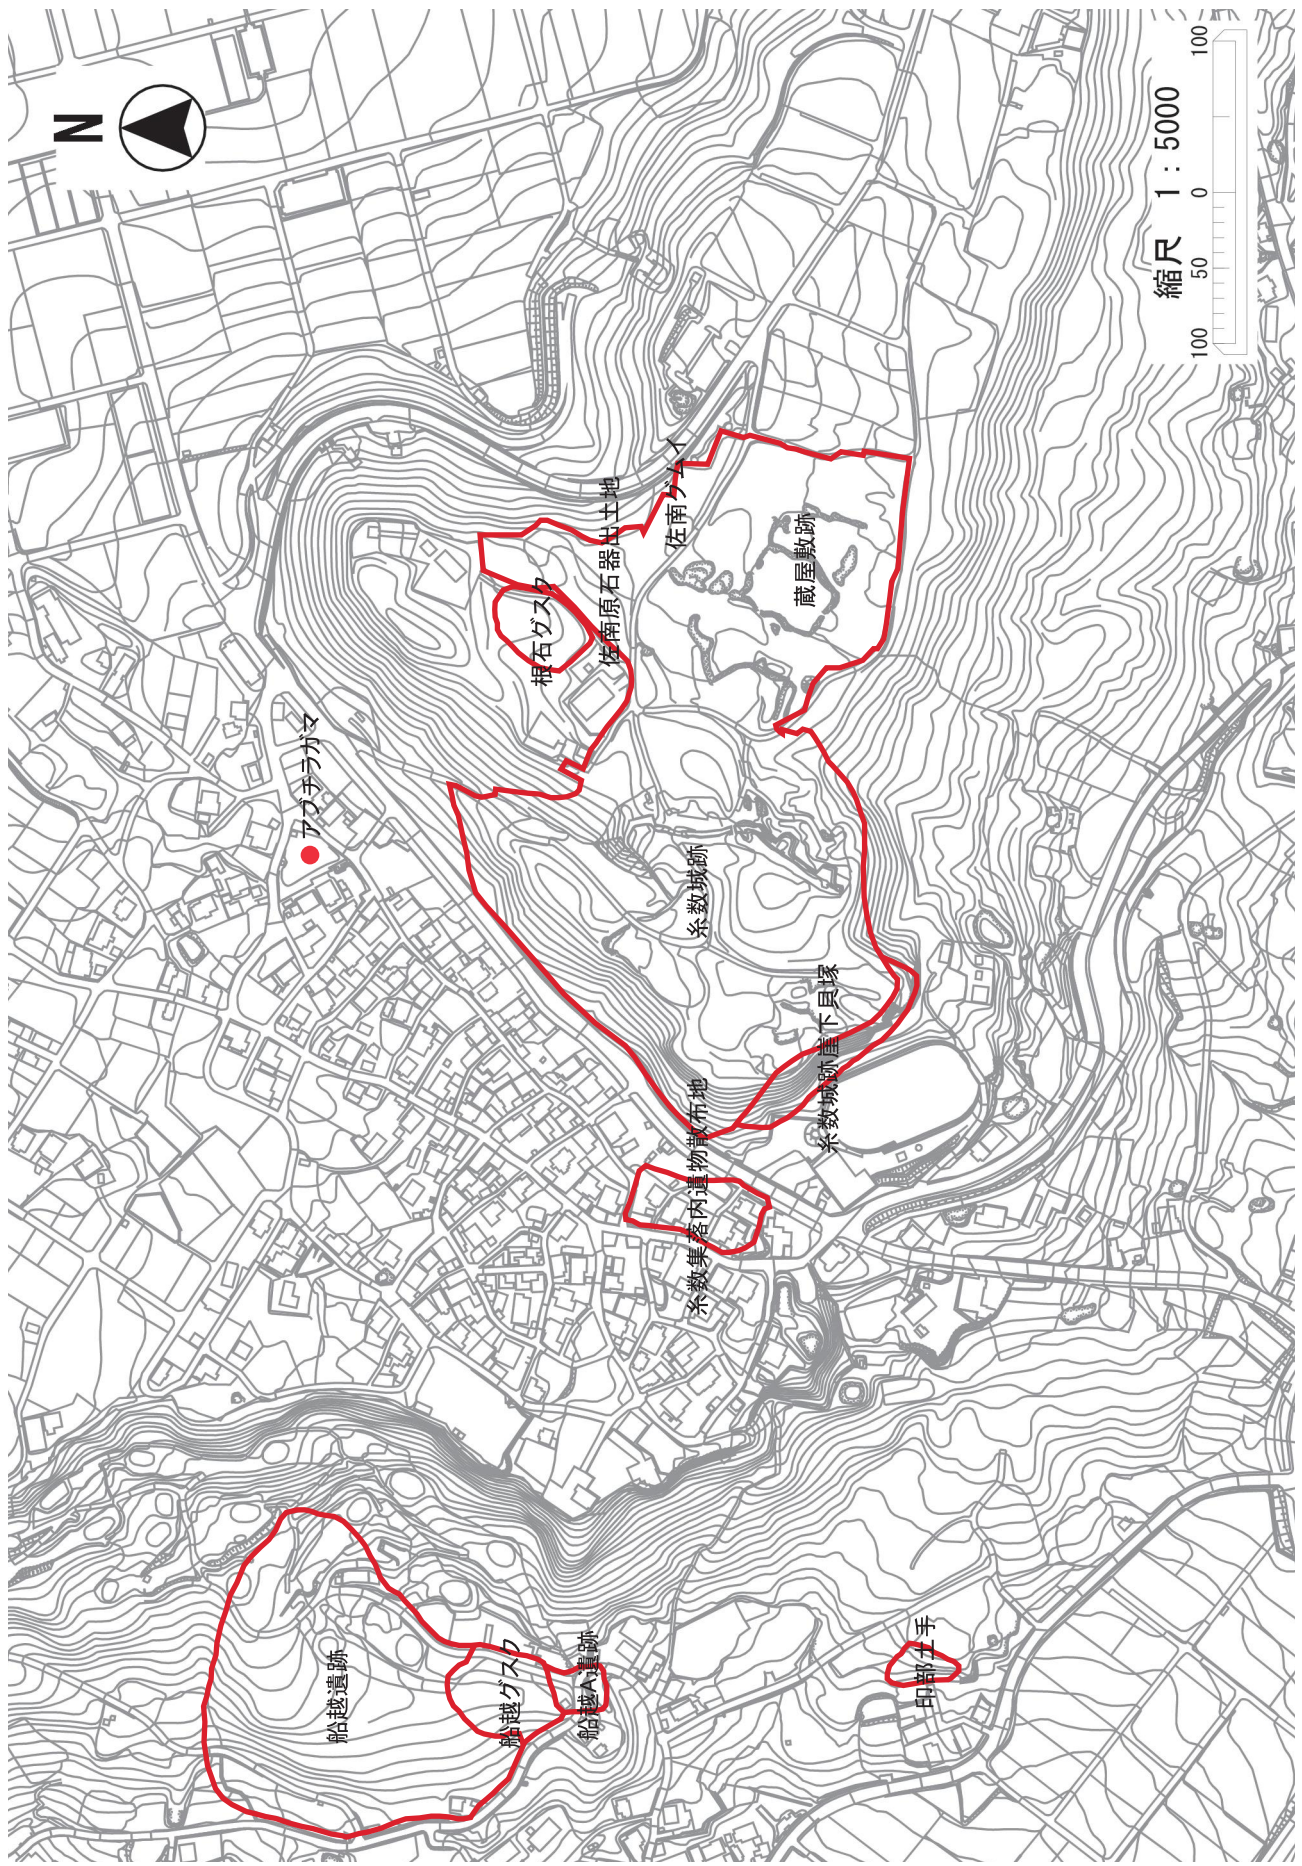 N
縮尺 1：5000
100 50 0 100
アブチラガマ
根石グスク
佐南原石器出土地
佐南グムイ
蔵屋敷跡
糸数城跡
糸数城跡崖下貝塚
糸数集落内遺物散布地
船越遺跡
船越グスク
船越A遺跡
印部土手